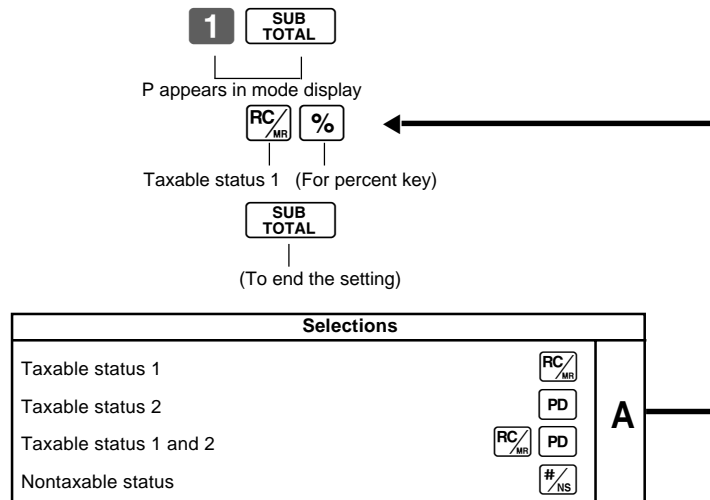 1 SUB TOTAL
P appears in mode display
RC/MR %
Taxable status 1 (For percent key)
SUB TOTAL
(To end the setting)
Selections
Taxable status 1 RC/MR
Taxable status 2 PD
A
Taxable status 1 and 2 RC/MR PD
Nontaxable status #/NS